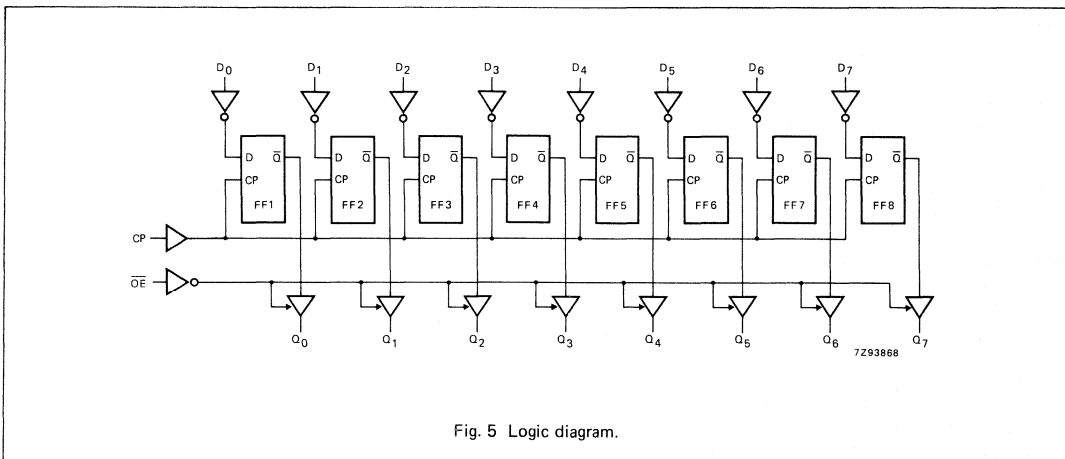 D0 D1 D2 D3 D4 D5 D6 D7
D Q̅ D Q̅ D Q̅ D Q̅ D Q̅ D Q̅ D Q̅ D Q̅
CP CP CP CP CP CP CP CP
FF1 FF2 FF3 FF4 FF5 FF6 FF7 FF8
CP
O̅E̅
Q0 Q1 Q2 Q3 Q4 Q5 Q6 Q7
7Z93868
Fig. 5 Logic diagram.